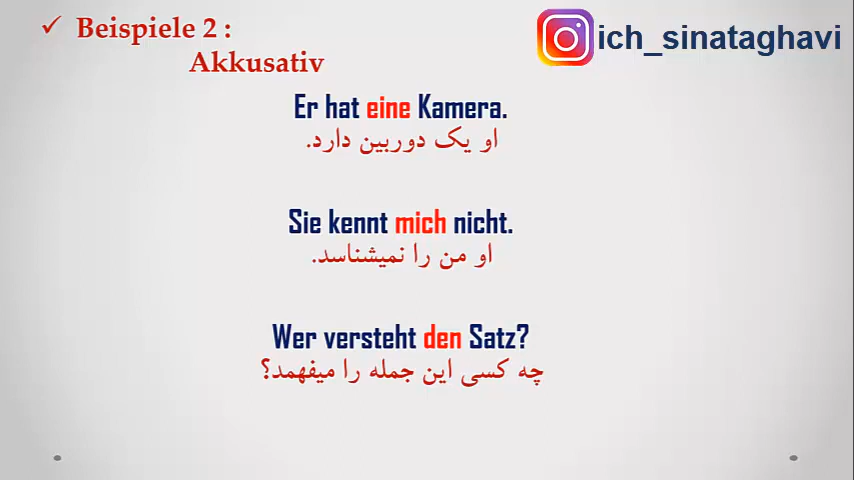 ✓ Beispiele 2 :
ich_sinataghavi
Akkusativ
Er hat eine Kamera.
او یک دوربین دارد.
Sie kennt mich nicht.
او من را نمیشناسد.
Wer versteht den Satz?
چه کسی این جمله را میفهمد؟